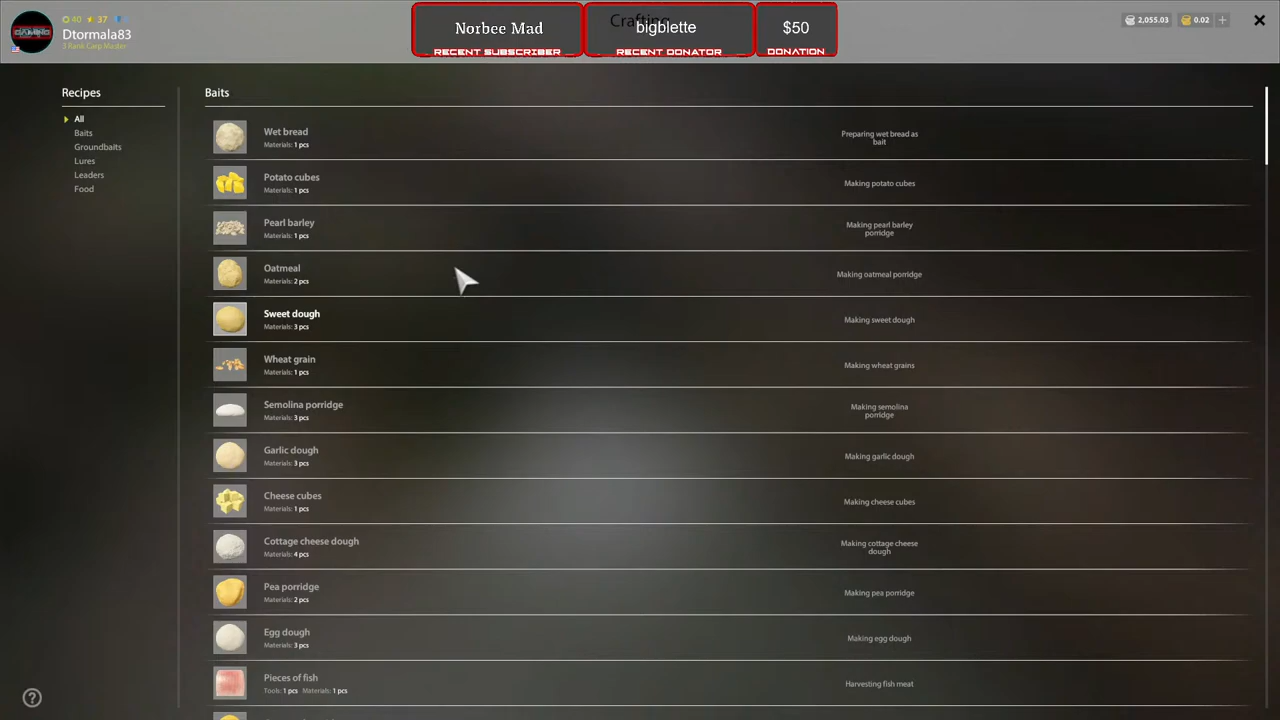 40 37
Dtormala83
3 Rank Carp Master
Norbee Mad
RECENT SUBSCRIBER
bigblette
RECENT DONATOR
$50
DONATION
Crafting
2,055.03
0.02
Recipes
All
Baits
Groundbaits
Lures
Leaders
Food
Baits
Wet bread
Materials: 1 pcs
Preparing wet bread as
bait
Potato cubes
Materials: 1 pcs
Making potato cubes
Pearl barley
Materials: 1 pcs
Making pearl barley
porridge
Oatmeal
Materials: 2 pcs
Making oatmeal porridge
Sweet dough
Materials: 3 pcs
Making sweet dough
Wheat grain
Materials: 1 pcs
Making wheat grains
Semolina porridge
Materials: 3 pcs
Making semolina
porridge
Garlic dough
Materials: 3 pcs
Making garlic dough
Cheese cubes
Materials: 1 pcs
Making cheese cubes
Cottage cheese dough
Materials: 4 pcs
Making cottage cheese
dough
Pea porridge
Materials: 2 pcs
Making pea porridge
Egg dough
Materials: 3 pcs
Making egg dough
Pieces of fish
Tools: 1 pcs Materials: 1 pcs
Harvesting fish meat